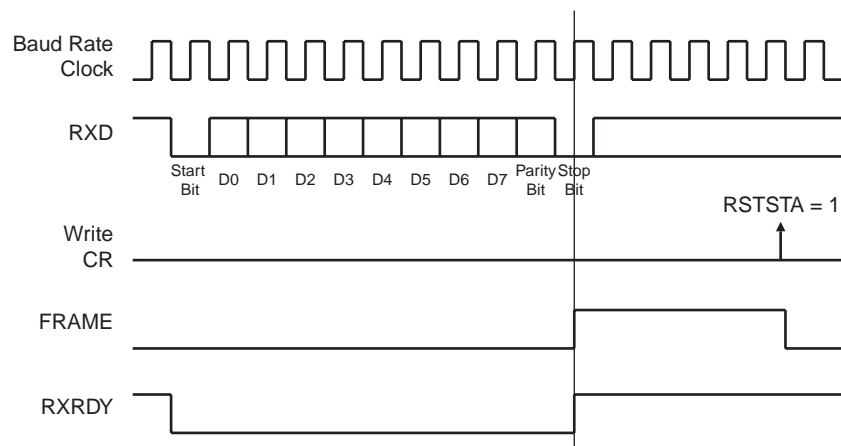 Baud Rate
Clock
RXD
Start
Bit
D0
D1
D2
D3
D4
D5
D6
D7
Parity
Bit
Stop
Bit
RSTSTA = 1
Write
CR
FRAME
RXRDY